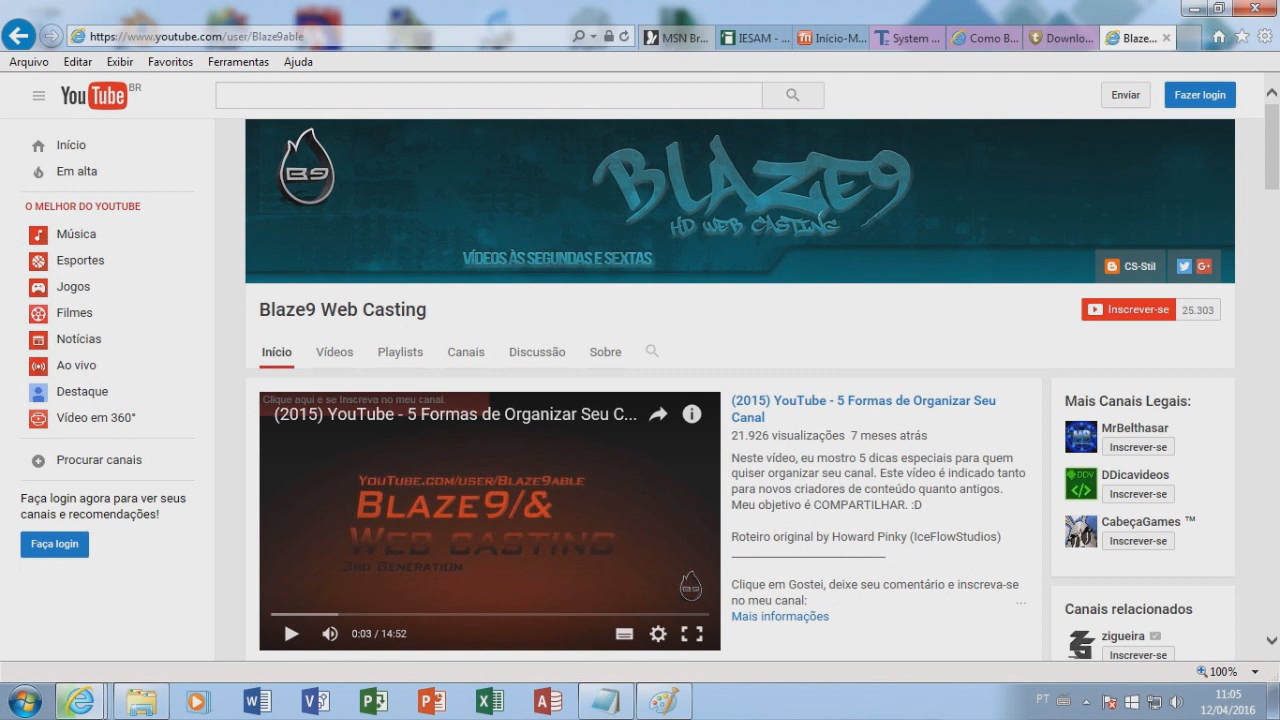 https://www.youtube.com/user/Blaze9able
MSN Br...
IESAM - ...
Início-M...
System ...
Como B...
Downlo...
Blaze...
Arquivo Editar Exibir Favoritos Ferramentas Ajuda
YouTube BR
Enviar
Fazer login
Início
Em alta
O MELHOR DO YOUTUBE
Música
Esportes
Jogos
Filmes
Notícias
Ao vivo
Destaque
Vídeo em 360°
Procurar canais
Faça login agora para ver seus
canais e recomendações!
Faça login
B9
BLAZE9
HD WEB CASTING
VÍDEOS ÀS SEGUNDAS E SEXTAS
CS-Stil
Blaze9 Web Casting
Inscrever-se 25.303
Início Vídeos Playlists Canais Discussão Sobre
Clique aqui e se Inscreva no meu canal.
(2015) YouTube - 5 Formas de Organizar Seu C...
YouTube.com/user/Blaze9able
Blaze9/&
Web casting
3rd Generation
B9
0:03 / 14:52
(2015) YouTube - 5 Formas de Organizar Seu
Canal
21.926 visualizações 7 meses atrás
Neste vídeo, eu mostro 5 dicas especiais para quem
quiser organizar seu canal. Este vídeo é indicado tanto
para novos criadores de conteúdo quanto antigos.
Meu objetivo é COMPARTILHAR. :D
Roteiro original by Howard Pinky (IceFlowStudios)
Clique em Gostei, deixe seu comentário e inscreva-se
no meu canal: ...
Mais informações
Mais Canais Legais:
MrBelthasar
Inscrever-se
DDV
DDicavideos
Inscrever-se
CabeçaGames ™
Inscrever-se
Canais relacionados
zigueira
Inscrever-se
100%
PT
11:05
12/04/2016